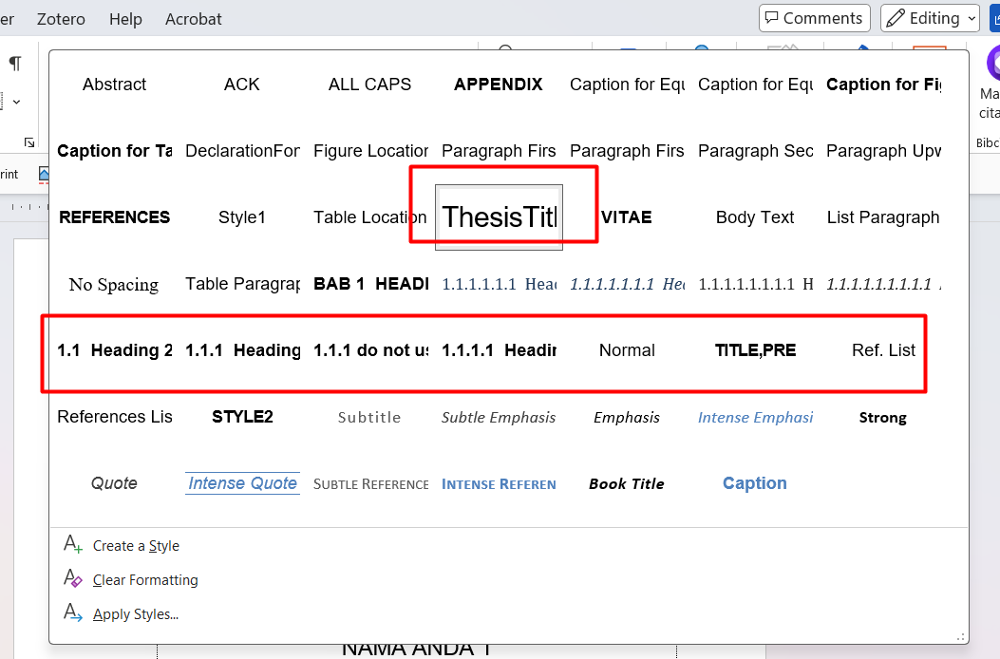 er Zotero Help Acrobat Comments Editing
Abstract ACK ALL CAPS APPENDIX Caption for Equ Caption for Equ Caption for Fig
Ma
cita
Bibc
Caption for Ta DeclarationFor Figure Location Paragraph Firs Paragraph Firs Paragraph Sec Paragraph Upw
rint
REFERENCES Style1 Table Location ThesisTitl VITAE Body Text List Paragraph
No Spacing Table Paragrap BAB 1 HEADI 1.1.1.1.1.1 Hea 1.1.1.1.1.1.1 He 1.1.1.1.1.1.1.1 H 1.1.1.1.1.1.1.1.1
1.1 Heading 2 1.1.1 Heading 1.1.1 do not us 1.1.1.1 Headin Normal TITLE,PRE Ref. List
References Lis STYLE2 Subtitle Subtle Emphasis Emphasis Intense Emphasi Strong
Quote Intense Quote SUBTLE REFERENCE INTENSE REFEREN Book Title Caption
Create a Style
Clear Formatting
Apply Styles...
NAMA ANDA 1